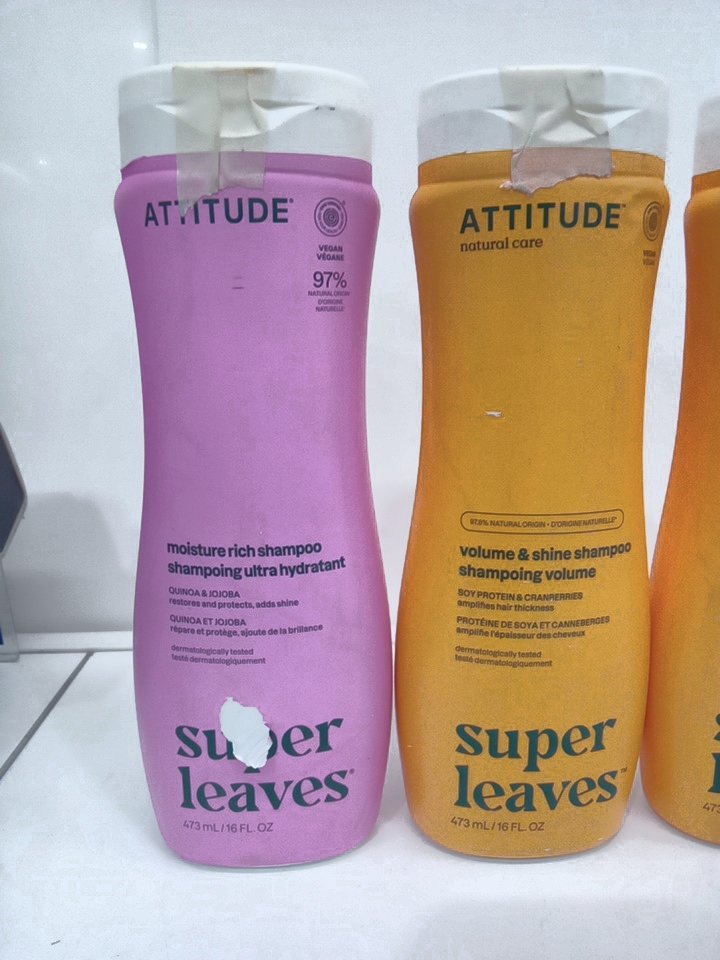 ATTITUDE®
VEGAN
VÉGANE
97%
NATURAL ORIGIN
D'ORIGINE
NATURELLE*
moisture rich shampoo
shampoing ultra hydratant
QUINOA & JOJOBA
restores and protects, adds shine
QUINOA ET JOJOBA
répare et protège, ajoute de la brillance
dermatologically tested
testé dermatologiquement
super
leaves®
473 mL / 16 FL. OZ
ATTITUDE™
natural care
VEGAN
97.8% NATURAL ORIGIN • D'ORIGINE NATURELLE*
volume & shine shampoo
shampoing volume
SOY PROTEIN & CRANBERRIES
amplifies hair thickness
PROTÉINE DE SOYA ET CANNEBERGES
amplifie l'épaisseur des cheveux
dermatologically tested
testé dermatologiquement
super
leaves™
473 mL / 16 FL. OZ